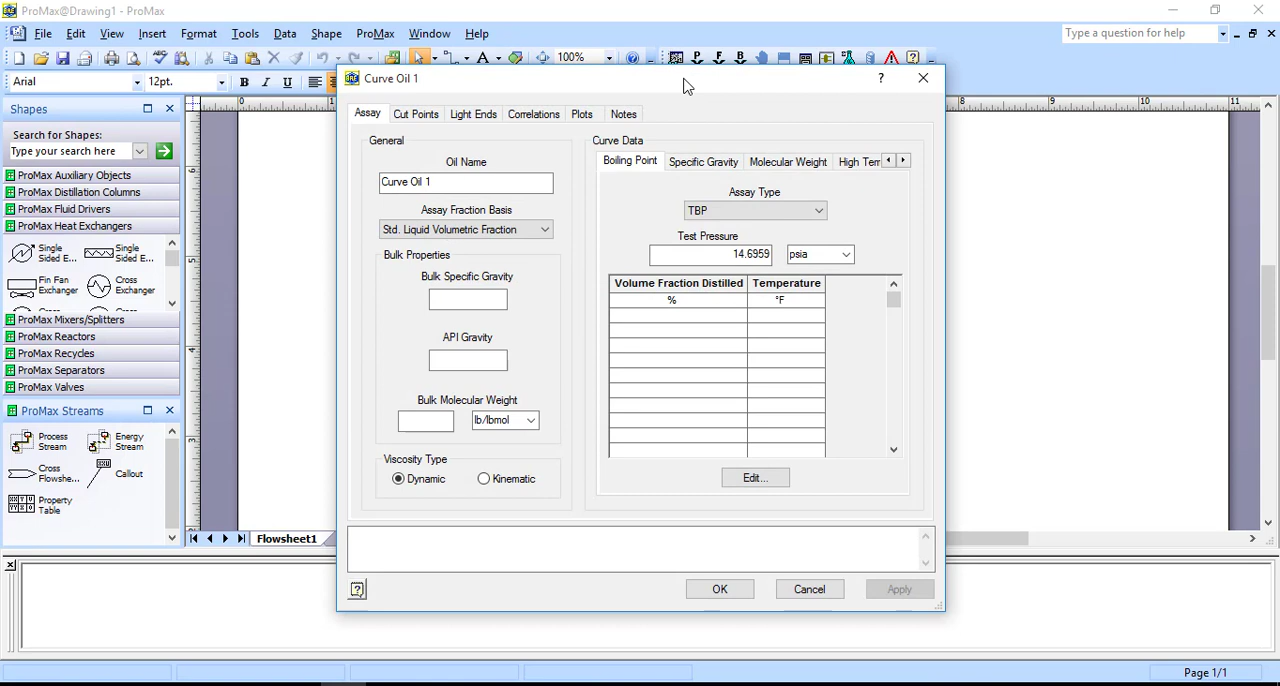 ProMax@Drawing1 - ProMax
File Edit View Insert Format Tools Data Shape ProMax Window Help
Type a question for help
100%
Arial 12pt. B I U
Curve Oil 1
Shapes
Search for Shapes:
Type your search here
ProMax Auxiliary Objects
ProMax Distillation Columns
ProMax Fluid Drivers
ProMax Heat Exchangers
Single Sided E...
Single Sided E...
Fin Fan Exchanger
Cross Exchanger
ProMax Mixers/Splitters
ProMax Reactors
ProMax Recycles
ProMax Separators
ProMax Valves
ProMax Streams
Process Stream
Energy Stream
Cross Flowshe...
Callout
Property Table
Assay Cut Points Light Ends Correlations Plots Notes
General
Oil Name
Curve Oil 1
Assay Fraction Basis
Std. Liquid Volumetric Fraction
Bulk Properties
Bulk Specific Gravity
API Gravity
Bulk Molecular Weight
lb/lbmol
Viscosity Type
Dynamic Kinematic
Curve Data
Boiling Point Specific Gravity Molecular Weight High Tem
Assay Type
TBP
Test Pressure
14.6959 psia
Volume Fraction Distilled Temperature
% °F
Edit...
OK Cancel Apply
Flowsheet1
Page 1/1